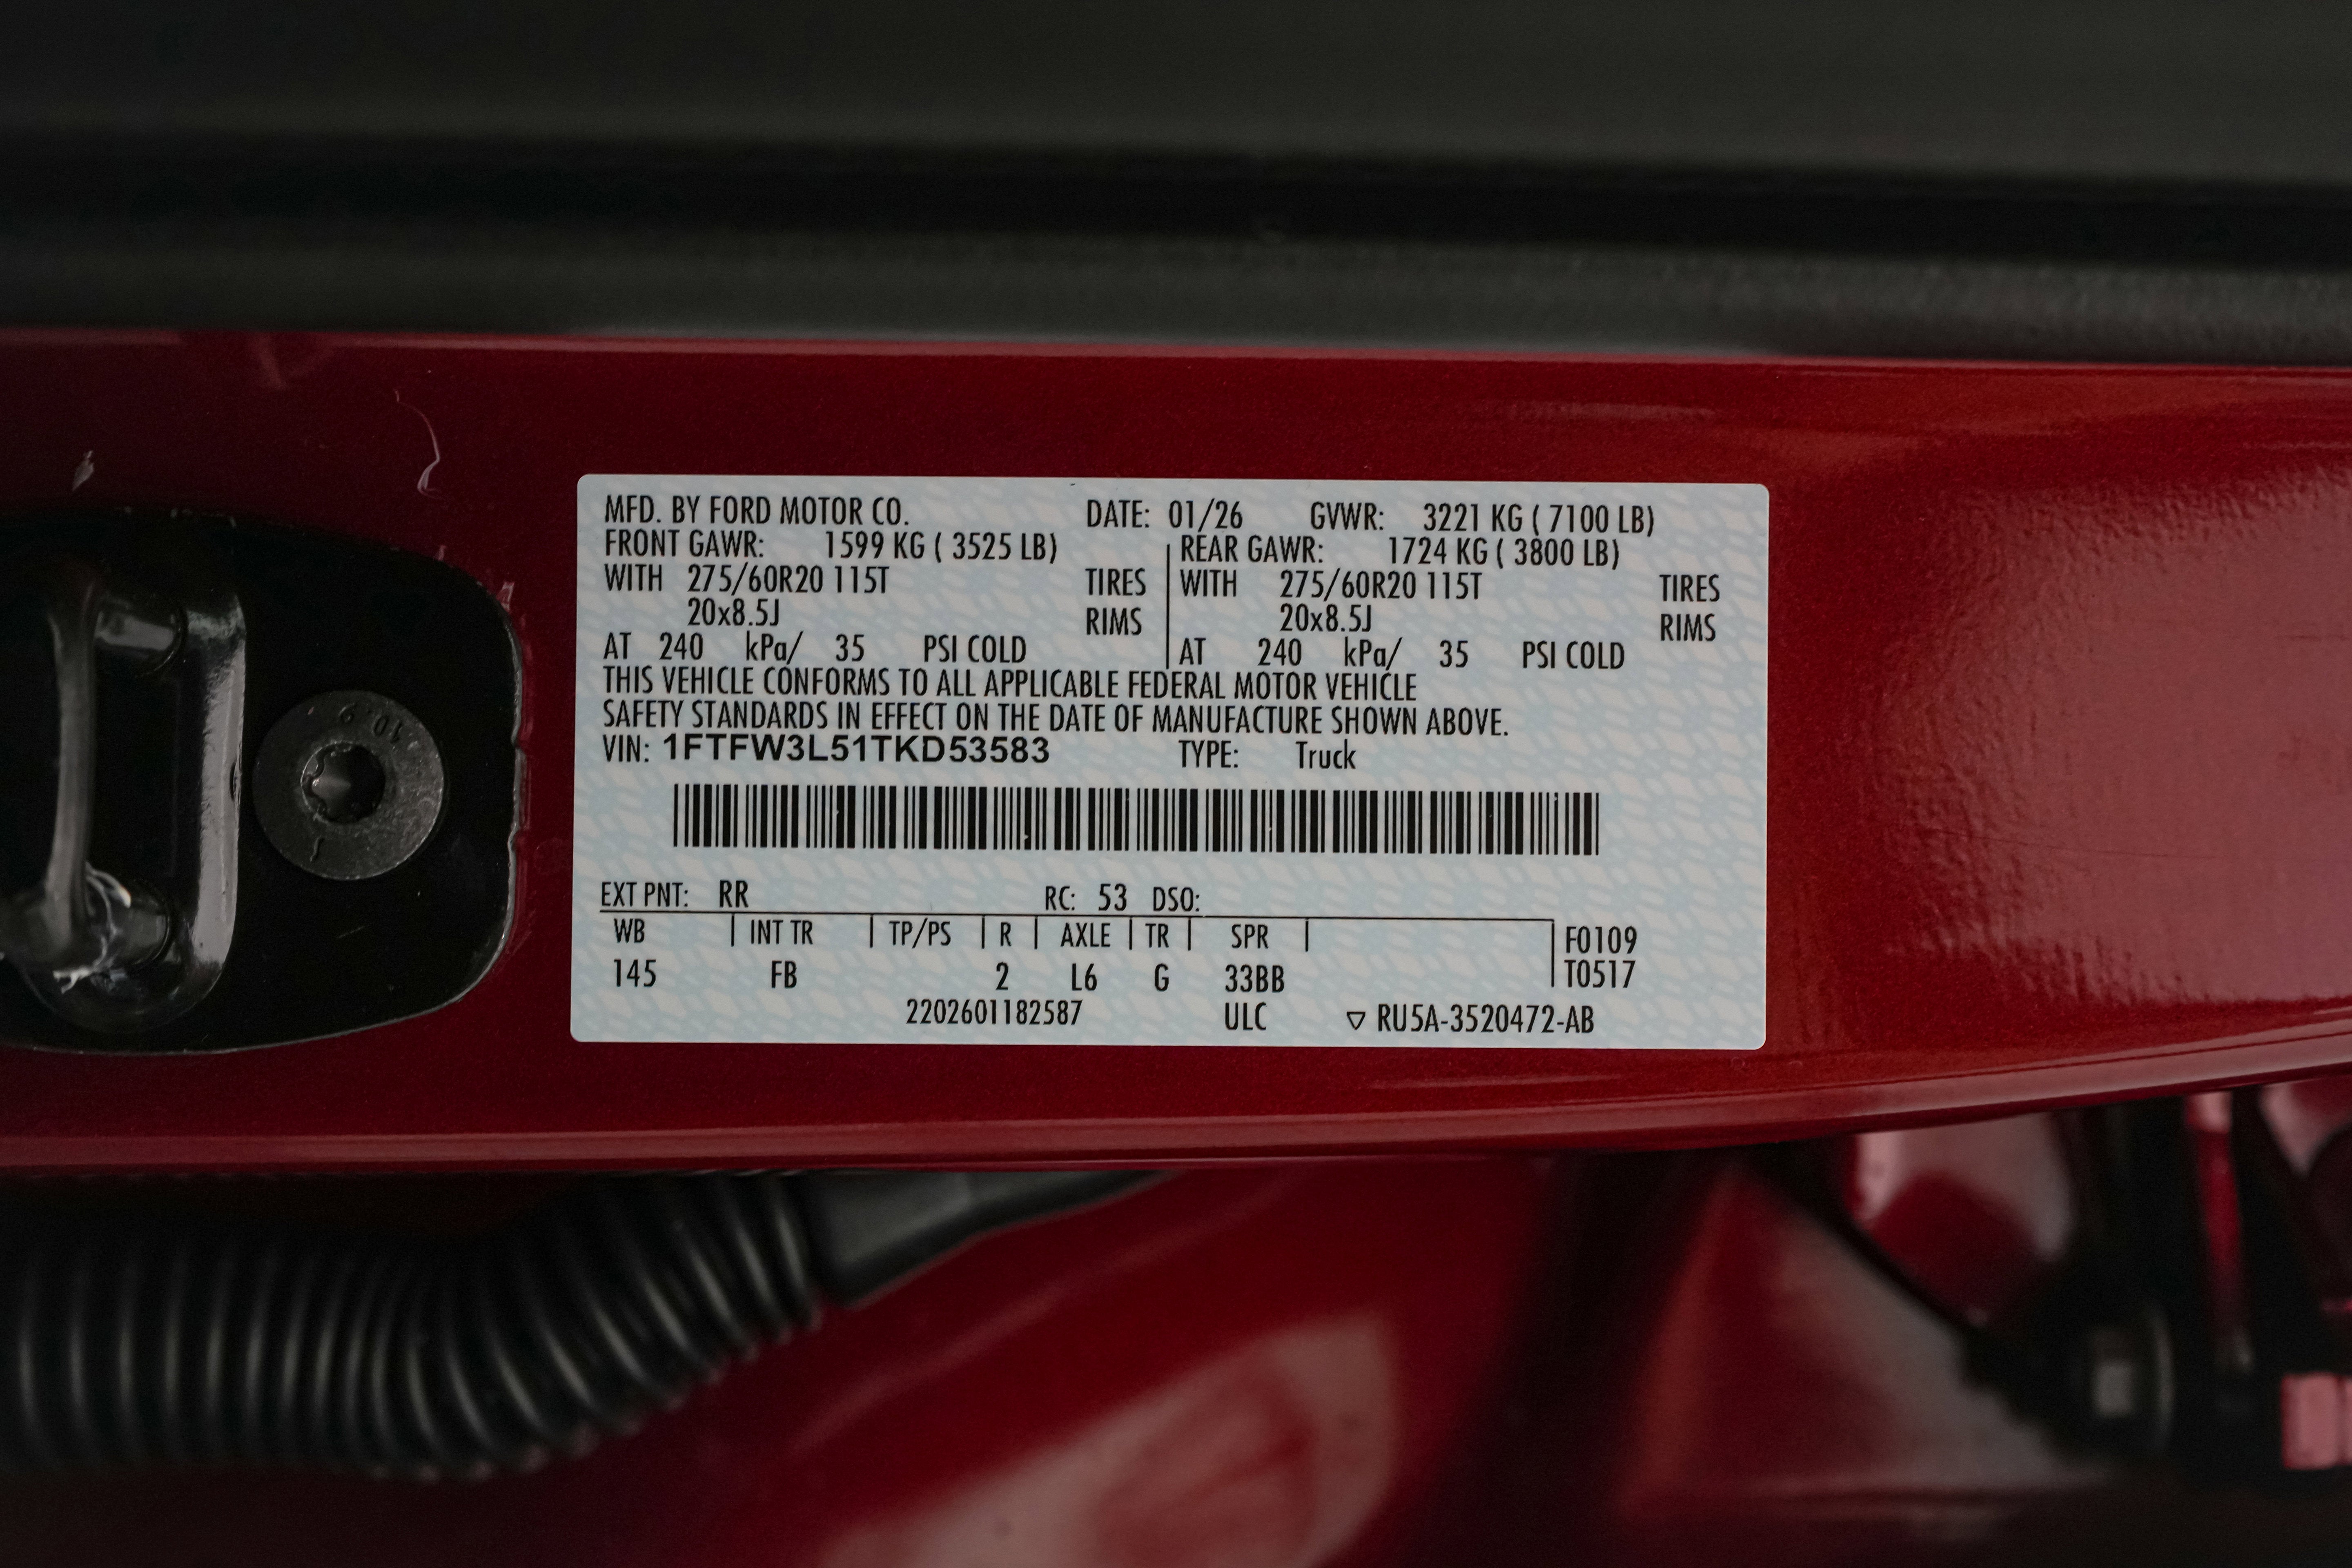 MFD. BY FORD MOTOR CO. DATE: 01/26 GVWR: 3221 KG ( 7100 LB)
FRONT GAWR: 1599 KG ( 3525 LB) REAR GAWR: 1724 KG ( 3800 LB)
WITH 275/60R20 115T TIRES WITH 275/60R20 115T TIRES
20x8.5J RIMS 20x8.5J RIMS
AT 240 kPa/ 35 PSI COLD AT 240 kPa/ 35 PSI COLD
THIS VEHICLE CONFORMS TO ALL APPLICABLE FEDERAL MOTOR VEHICLE
SAFETY STANDARDS IN EFFECT ON THE DATE OF MANUFACTURE SHOWN ABOVE.
VIN: 1FTFW3L51TKD53583 TYPE: Truck
EXT PNT: RR RC: 53 DSO:
WB INT TR TP/PS R AXLE TR SPR F0109
145 FB 2 L6 G 33BB T0517
2202601182587 ULC ▽ RU5A-3520472-AB
10.9